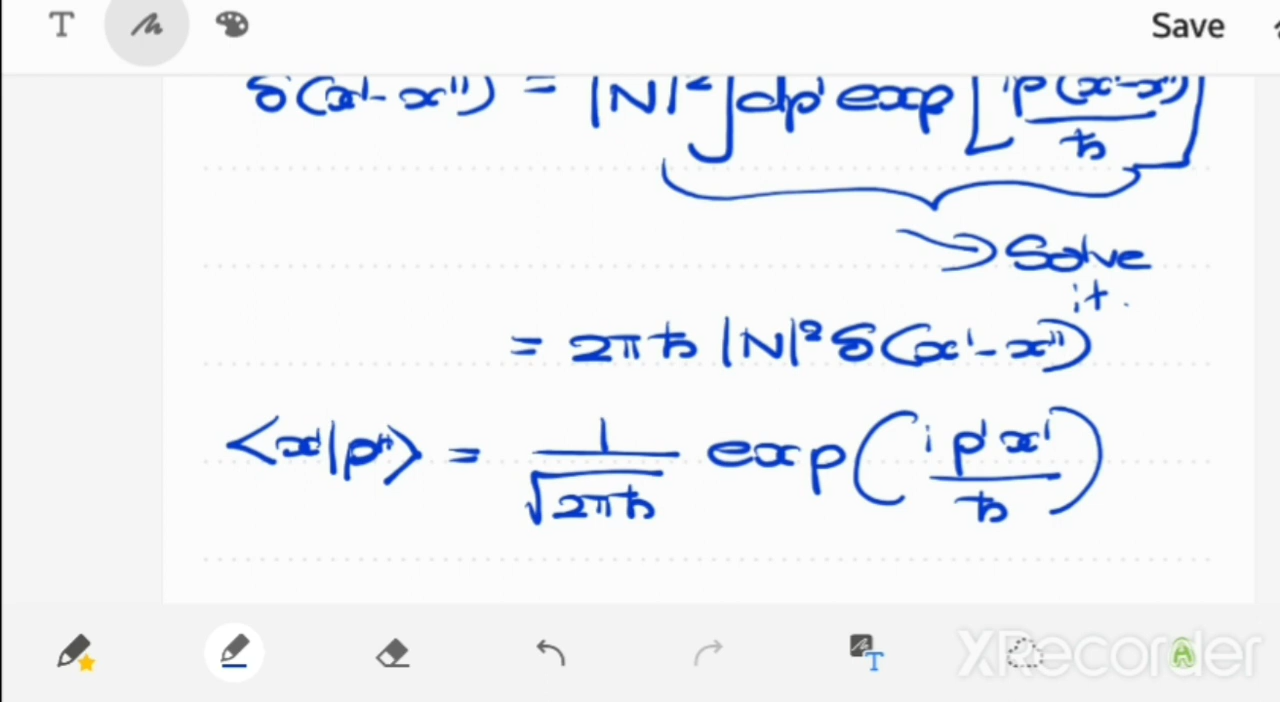 T Save
δ(x'-x'') = |N|² ∫dp' exp[ip'(x'-x'')/ħ]
→ Solve
it.
= 2πħ |N|² δ(x'-x'')
<x'|p'> = 1/√2πħ exp(ip'x'/ħ)
T XRecorder A